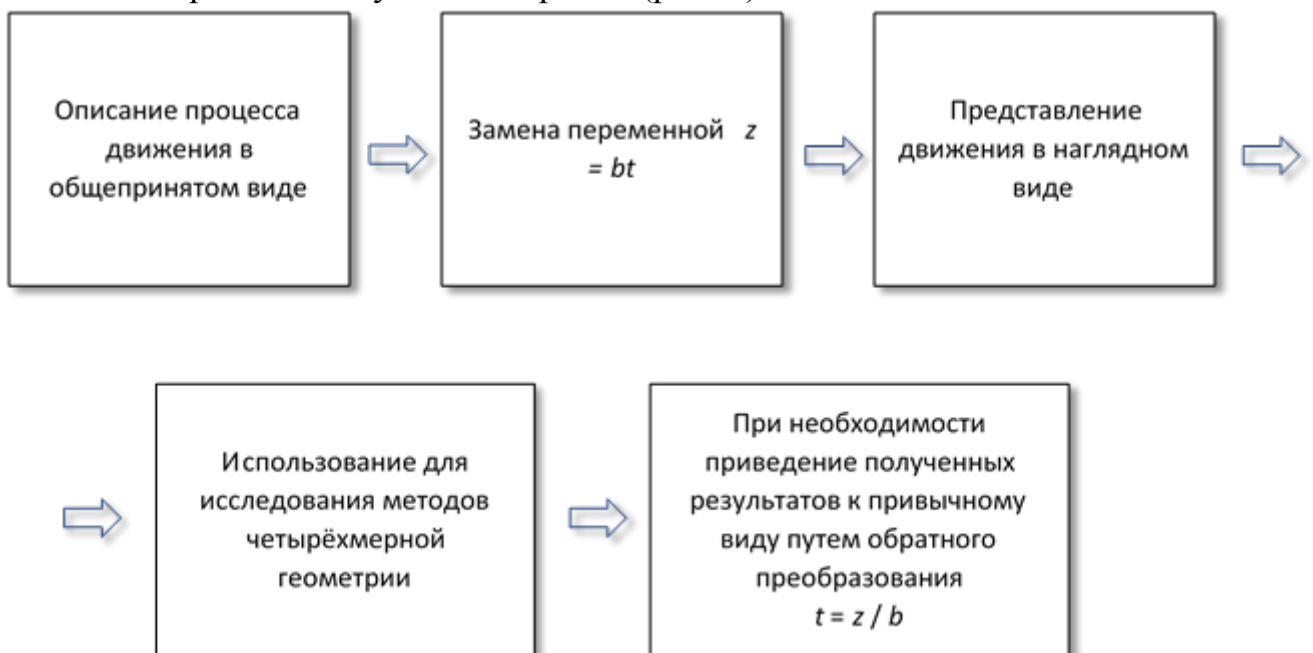 Описание процесса
движения в
общепринятом виде
Замена переменной z
= bt
Представление
движения в наглядном
виде
Использование для
исследования методов
четырёхмерной
геометрии
При необходимости
приведение полученных
результатов к привычному
виду путем обратного
преобразования
t = z / b